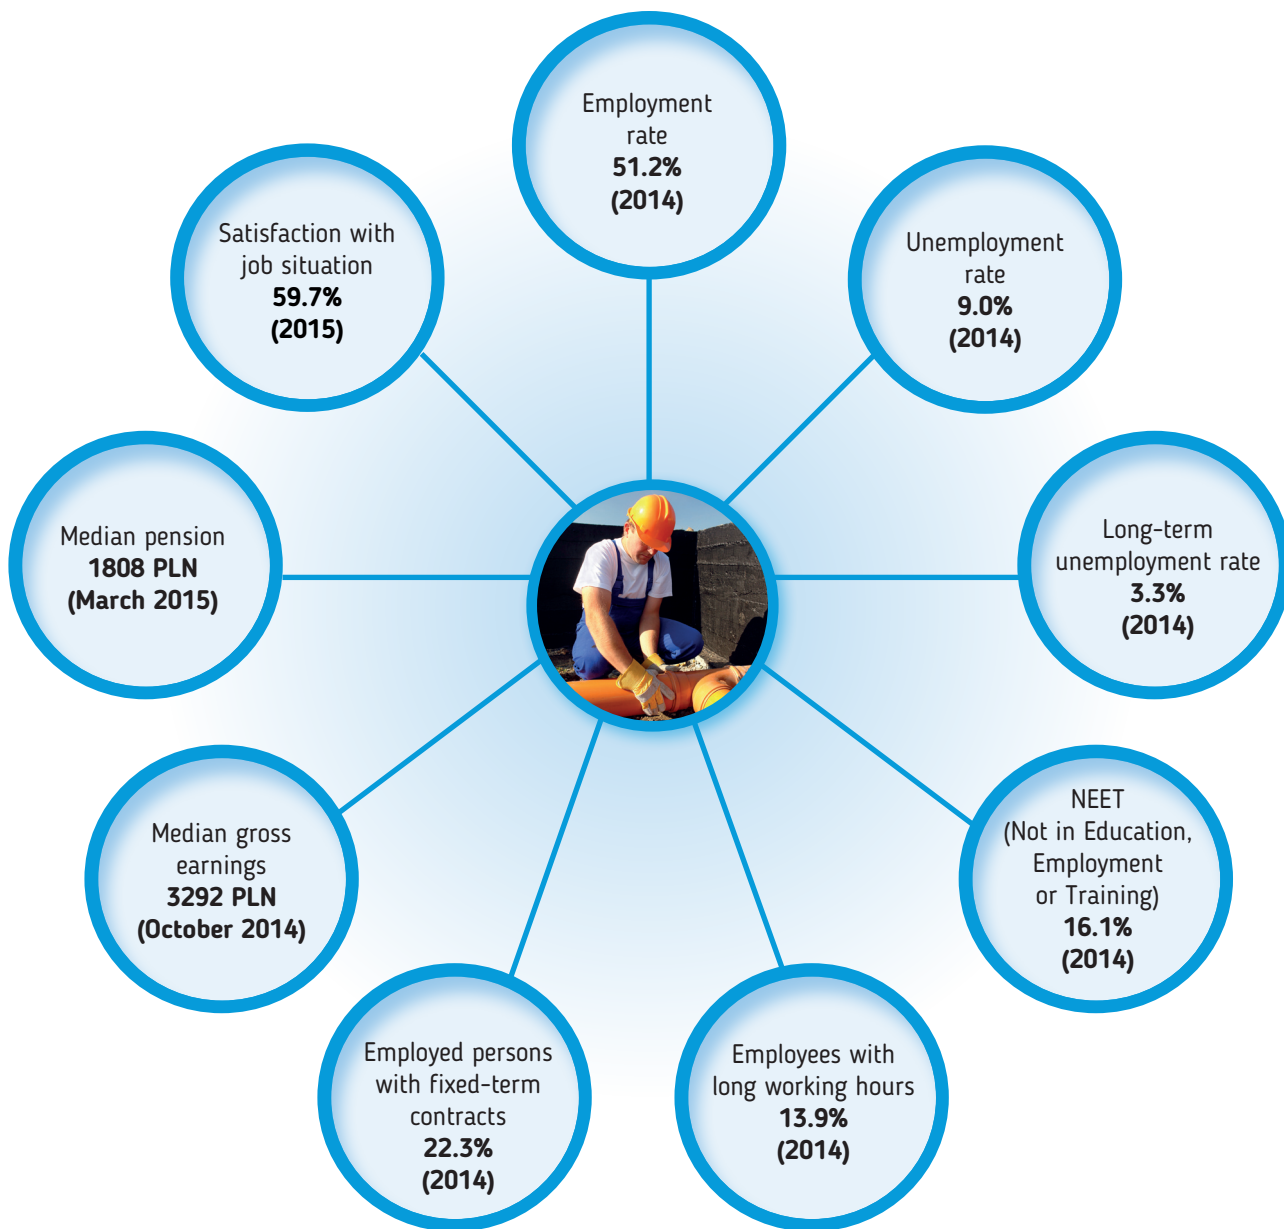 Employment
rate
51.2%
(2014)
Unemployment
rate
9.0%
(2014)
Long-term
unemployment rate
3.3%
(2014)
NEET
(Not in Education,
Employment
or Training)
16.1%
(2014)
Employees with
long working hours
13.9%
(2014)
Employed persons
with fixed-term
contracts
22.3%
(2014)
Median gross
earnings
3292 PLN
(October 2014)
Median pension
1808 PLN
(March 2015)
Satisfaction with
job situation
59.7%
(2015)